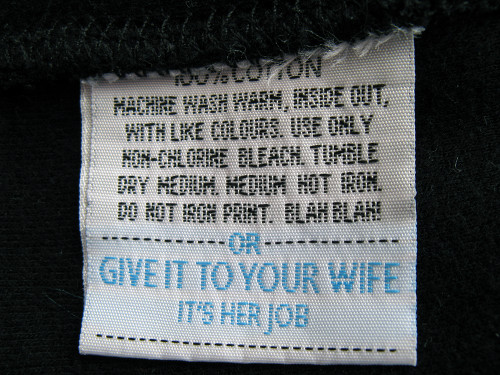 100% COTTON
MACHINE WASH WARM, INSIDE OUT,
WITH LIKE COLOURS. USE ONLY
NON-CHLORINE BLEACH. TUMBLE
DRY MEDIUM. MEDIUM HOT IRON.
DO NOT IRON PRINT. BLAH BLAH!
OR
GIVE IT TO YOUR WIFE
IT'S HER JOB